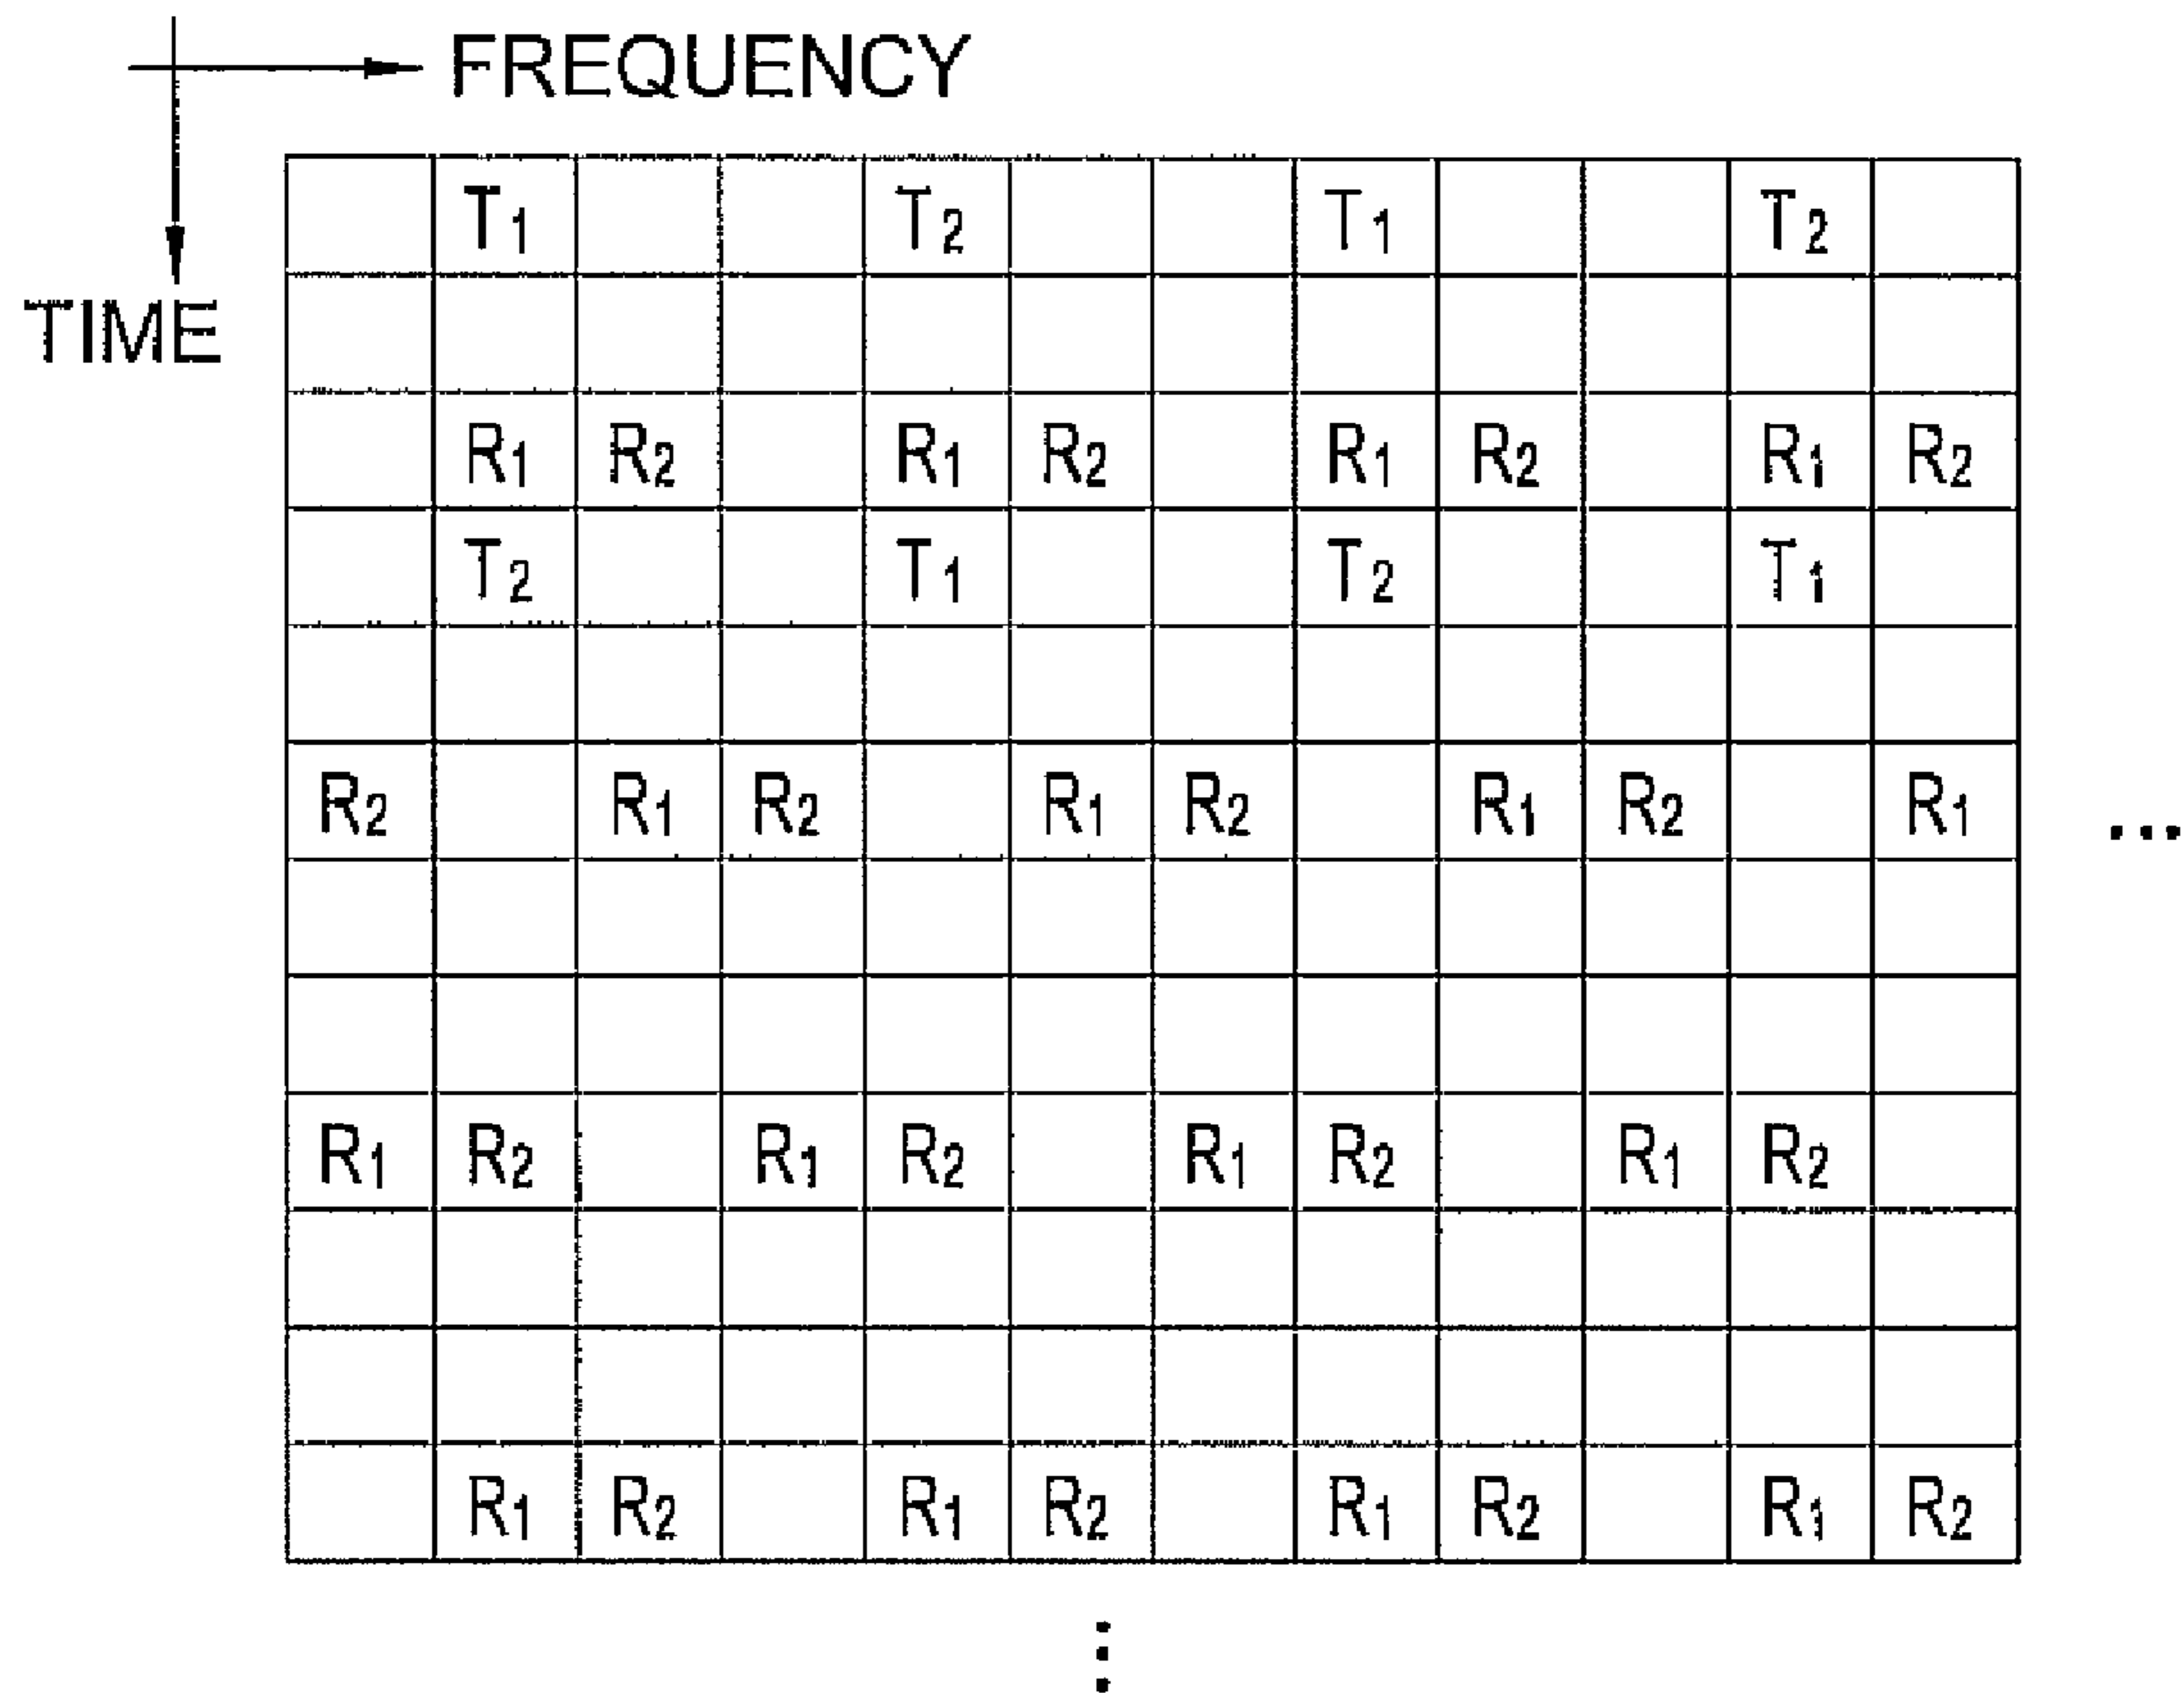 FREQUENCY
TIME
T1 T2 T1 T2
R1 R2 R1 R2 R1 R2 R1 R2
T2 T1 T2 T1
R2 R1 R2 R1 R2 R1 R2 R1
...
R1 R2 R1 R2 R1 R2 R1 R2
R1 R2 R1 R2 R1 R2 R1 R2
⋮